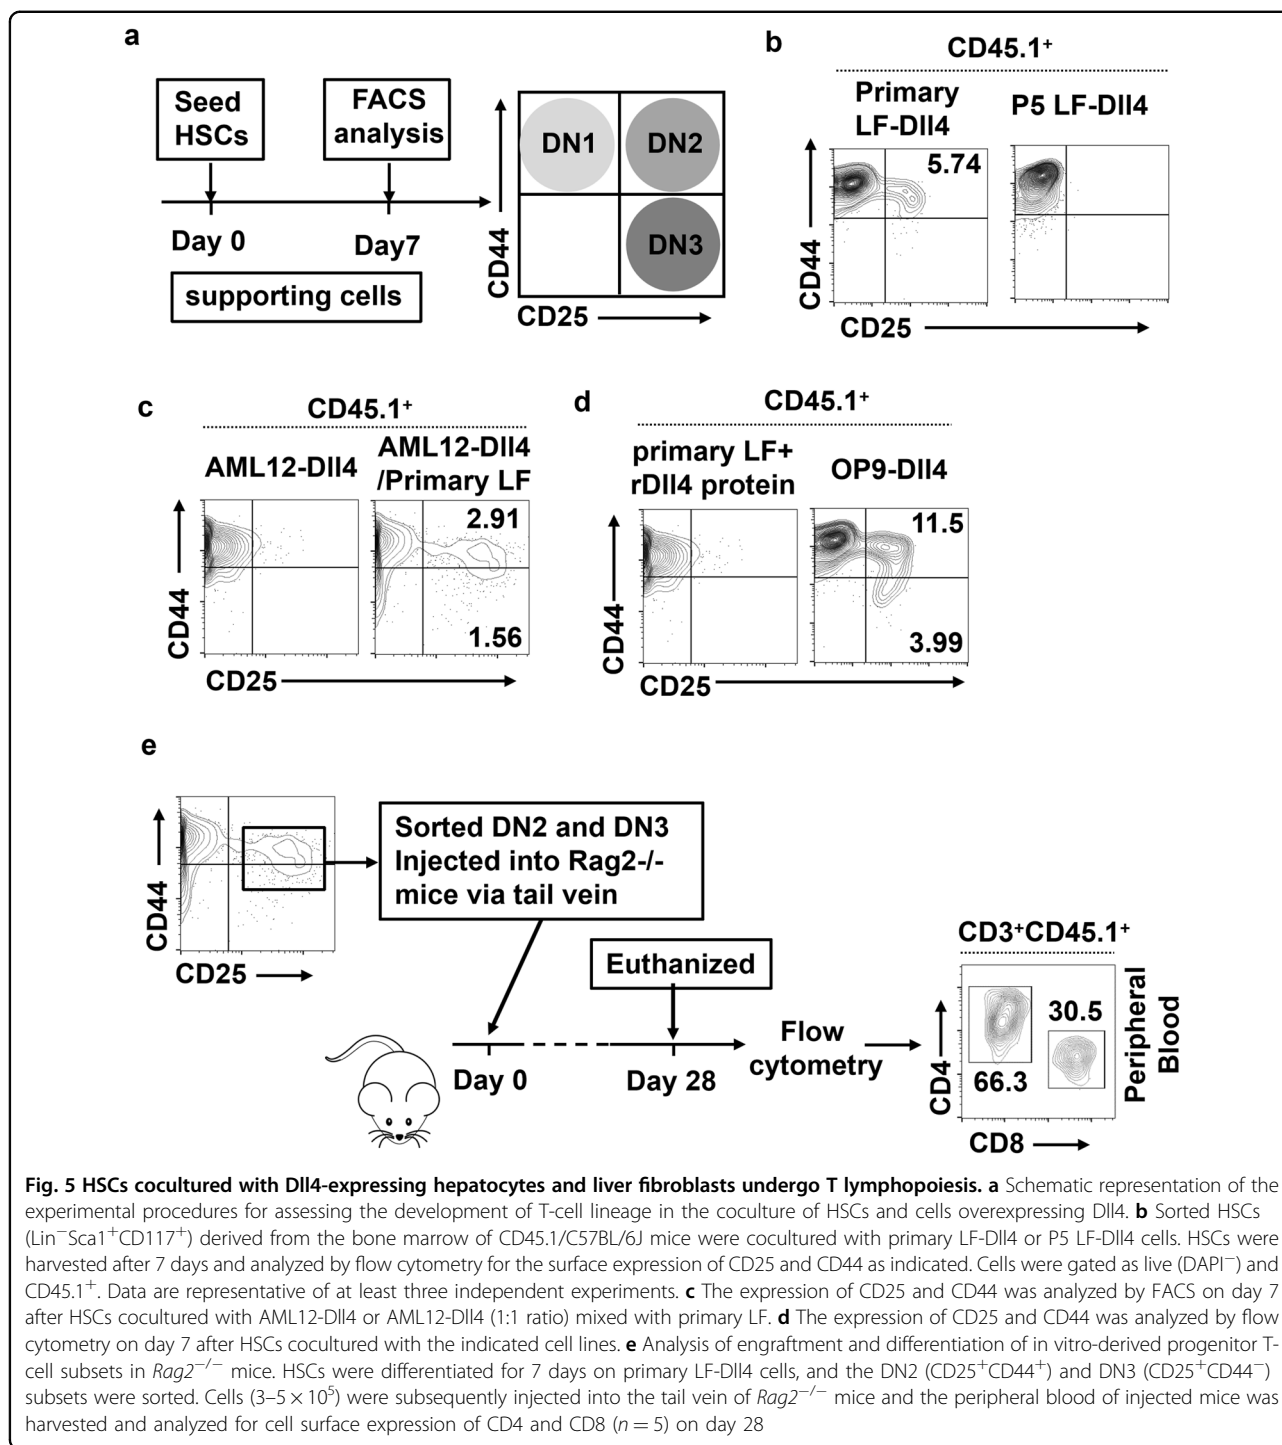 a
Seed
HSCs
FACS
analysis
Day 0
Day7
supporting cells
CD44
DN1
DN2
DN3
CD25
b
CD45.1⁺
Primary
LF-Dll4
P5 LF-Dll4
5.74
CD44
CD25
c
CD45.1⁺
AML12-Dll4
AML12-Dll4
/Primary LF
2.91
1.56
CD44
CD25
d
CD45.1⁺
primary LF+
rDll4 protein
OP9-Dll4
11.5
3.99
CD44
CD25
e
CD44
CD25
Sorted DN2 and DN3
Injected into Rag2-/-
mice via tail vein
Euthanized
Day 0
Day 28
Flow
cytometry
CD3⁺CD45.1⁺
30.5
66.3
CD4
CD8
Peripheral
Blood
Fig. 5 HSCs cocultured with Dll4-expressing hepatocytes and liver fibroblasts undergo T lymphopoiesis. a Schematic representation of the
experimental procedures for assessing the development of T-cell lineage in the coculture of HSCs and cells overexpressing Dll4. b Sorted HSCs
(Lin⁻Sca1⁺CD117⁺) derived from the bone marrow of CD45.1/C57BL/6J mice were cocultured with primary LF-Dll4 or P5 LF-Dll4 cells. HSCs were
harvested after 7 days and analyzed by flow cytometry for the surface expression of CD25 and CD44 as indicated. Cells were gated as live (DAPI⁻) and
CD45.1⁺. Data are representative of at least three independent experiments. c The expression of CD25 and CD44 was analyzed by FACS on day 7
after HSCs cocultured with AML12-Dll4 or AML12-Dll4 (1:1 ratio) mixed with primary LF. d The expression of CD25 and CD44 was analyzed by flow
cytometry on day 7 after HSCs cocultured with the indicated cell lines. e Analysis of engraftment and differentiation of in vitro-derived progenitor T-
cell subsets in Rag2⁻/⁻ mice. HSCs were differentiated for 7 days on primary LF-Dll4 cells, and the DN2 (CD25⁺CD44⁺) and DN3 (CD25⁺CD44⁻)
subsets were sorted. Cells (3–5 × 10⁵) were subsequently injected into the tail vein of Rag2⁻/⁻ mice and the peripheral blood of injected mice was
harvested and analyzed for cell surface expression of CD4 and CD8 (n = 5) on day 28